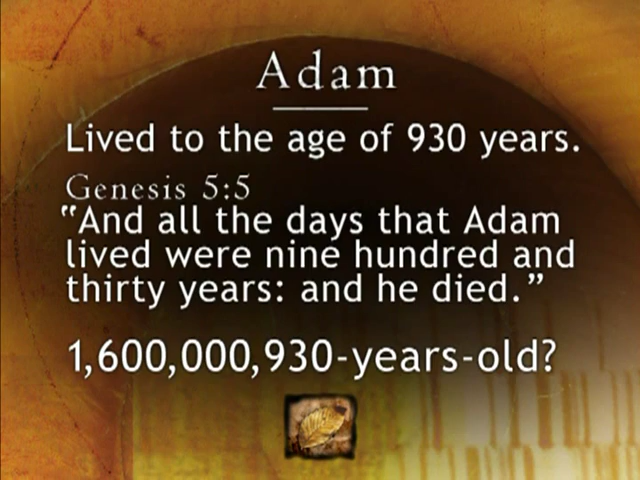 Adam
Lived to the age of 930 years.
Genesis 5:5
“And all the days that Adam
lived were nine hundred and
thirty years: and he died.”
1,600,000,930-years-old?